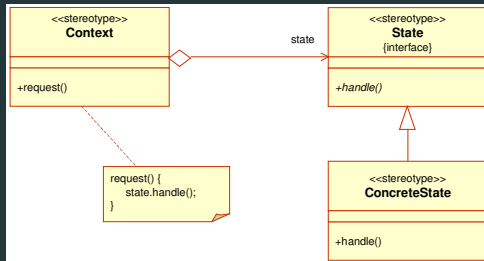 <<stereotype>>
Context
+request()
state
<<stereotype>>
State
{interface}
+handle()
request() {
state.handle();
}
<<stereotype>>
ConcreteState
+handle()